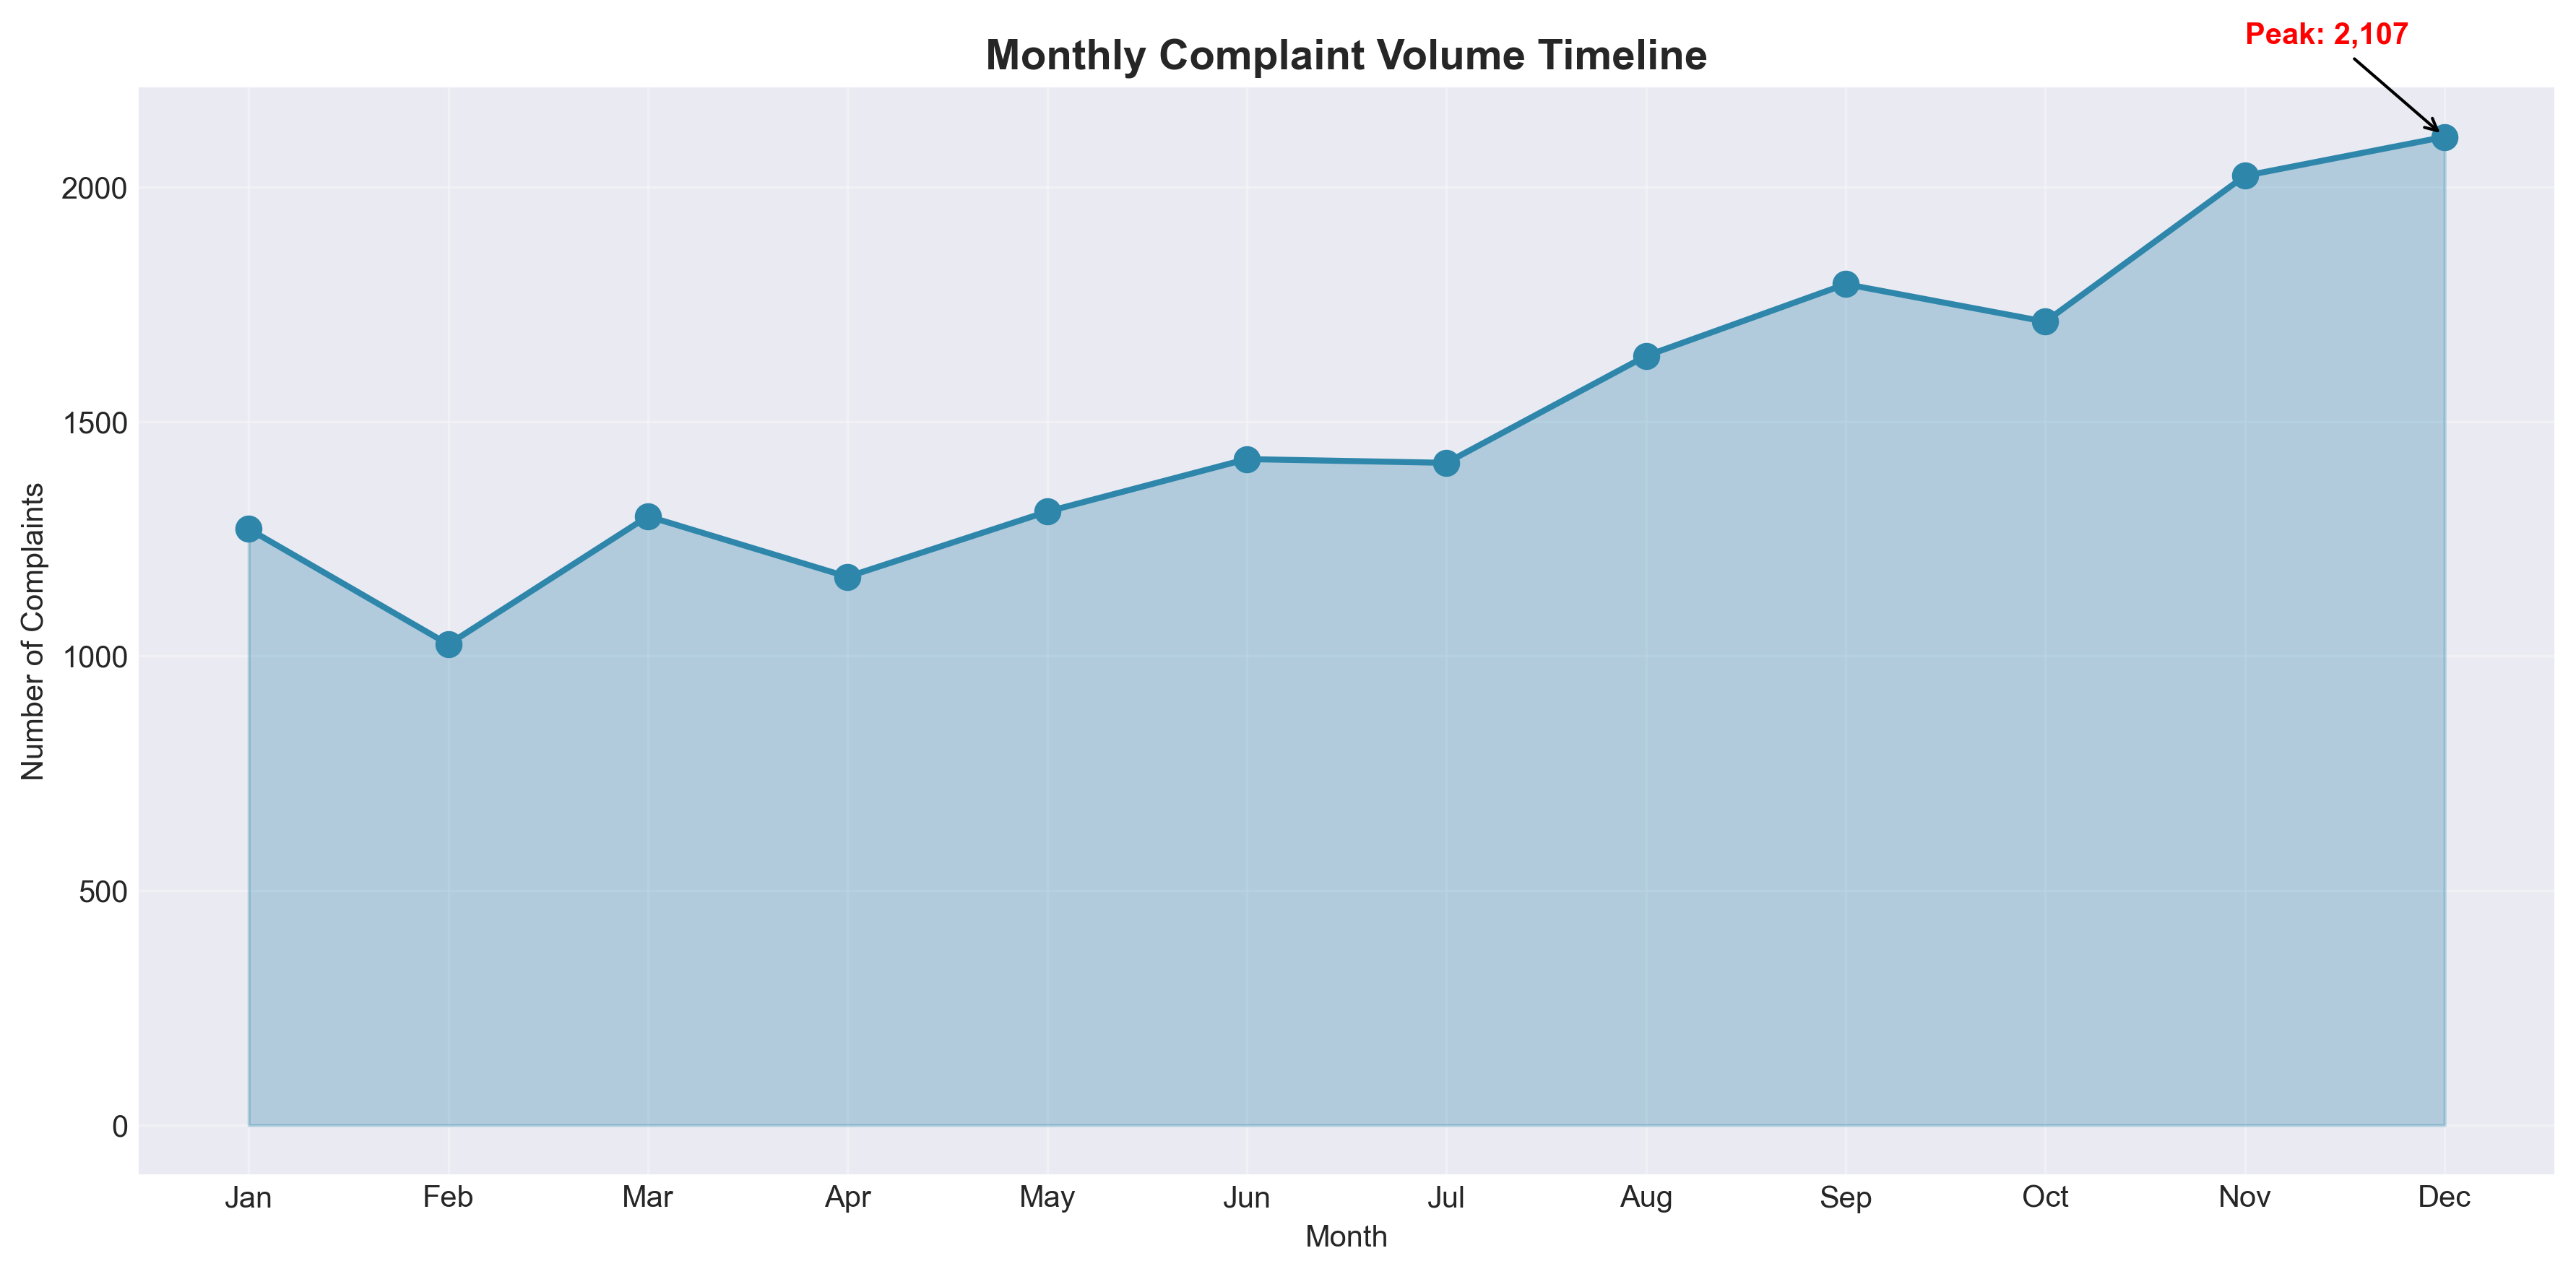 Peak: 2,107
Monthly Complaint Volume Timeline
Number of Complaints
2000
1500
1000
500
0
Jan Feb Mar Apr May Jun Jul Aug Sep Oct Nov Dec
Month